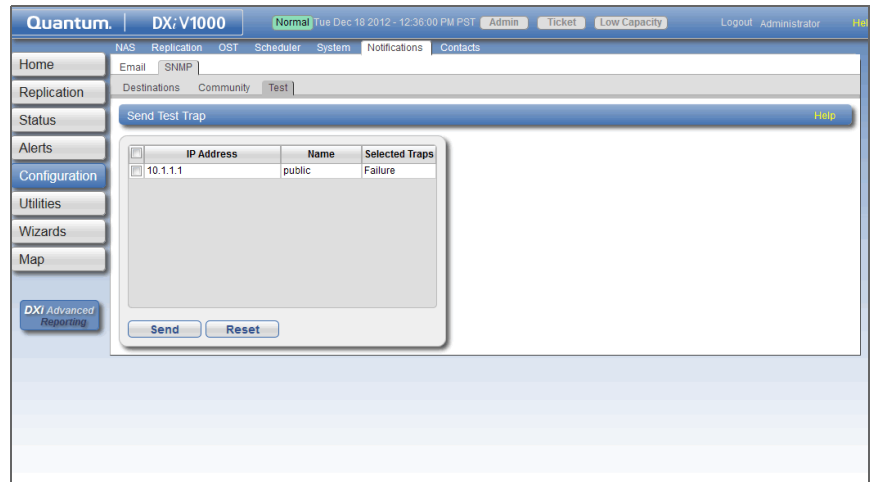 Quantum. DXi V1000 Normal Tue Dec 18 2012 - 12:36:00 PM PST Admin Ticket Low Capacity Logout Administrator Hel
NAS Replication OST Scheduler System Notifications Contacts
Home
Email SNMP
Replication
Destinations Community Test
Status
Send Test Trap Help
Alerts
IP Address Name Selected Traps
Configuration
10.1.1.1 public Failure
Utilities
Wizards
Map
DXi Advanced
Reporting
Send Reset